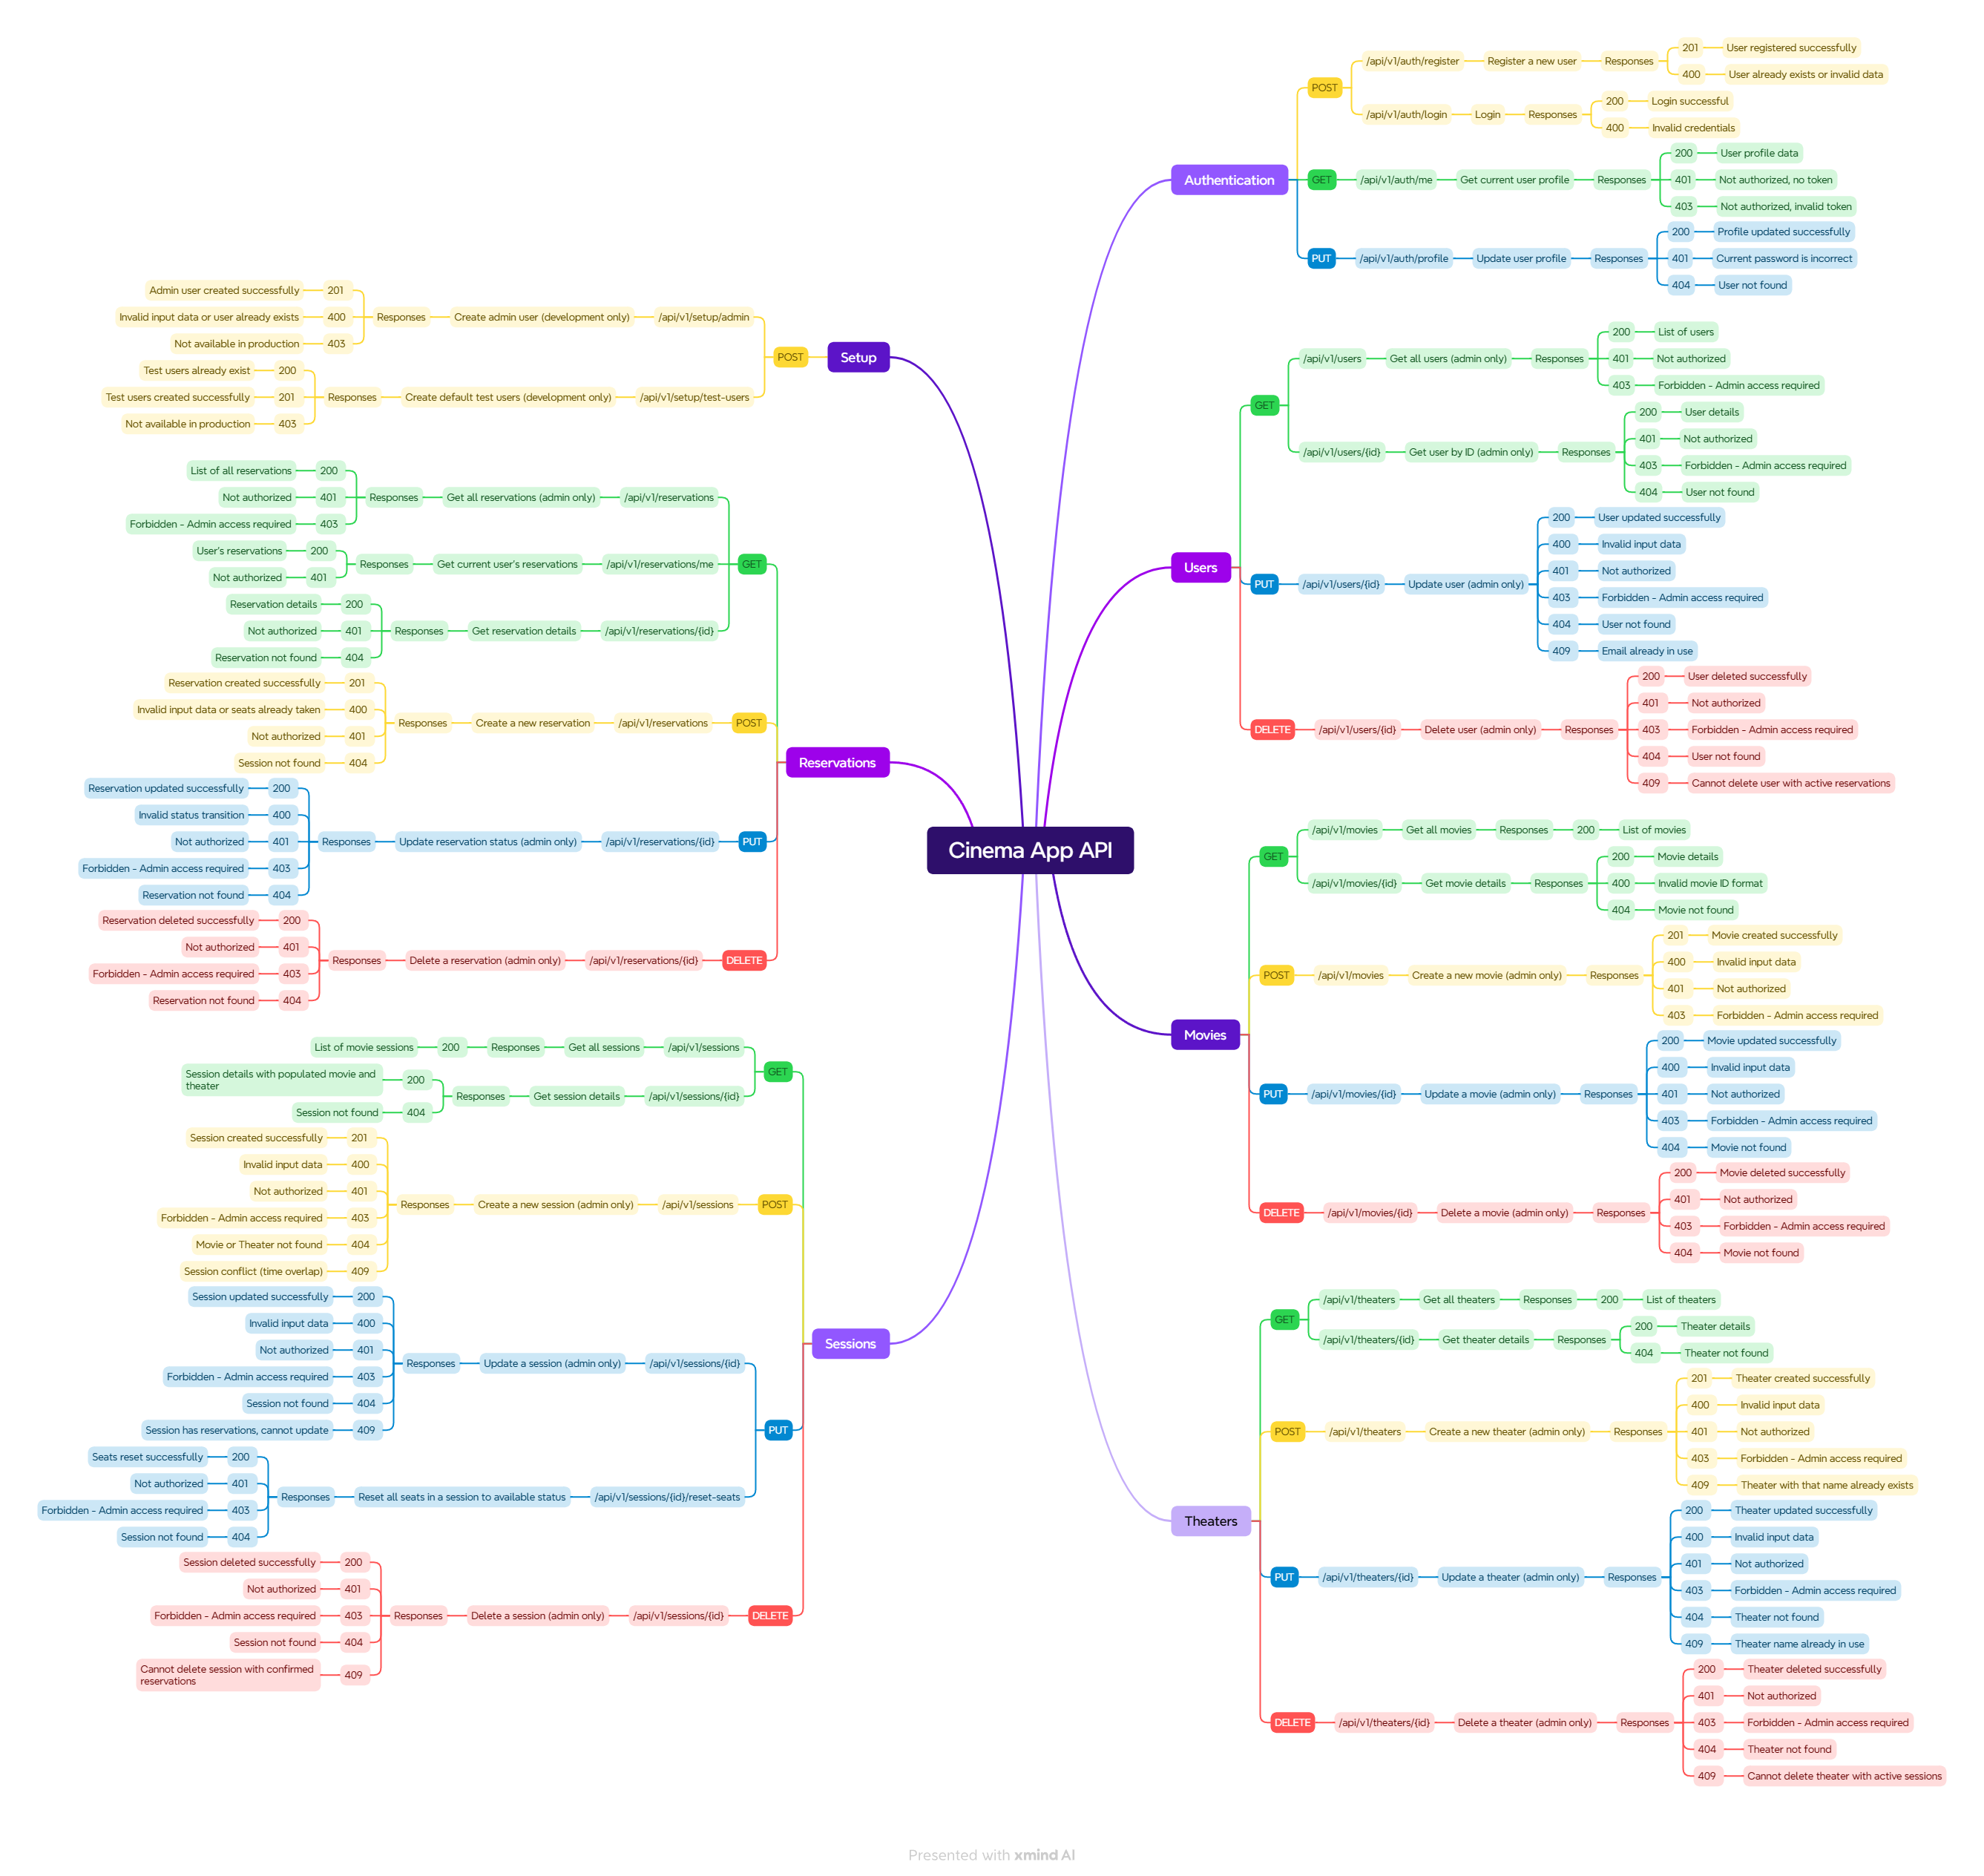 Cinema App API
Authentication
POST
/api/v1/auth/register
Register a new user
Responses
201
User registered successfully
400
User already exists or invalid data
/api/v1/auth/login
Login
Responses
200
Login successful
400
Invalid credentials
GET
/api/v1/auth/me
Get current user profile
Responses
200
User profile data
401
Not authorized, no token
403
Not authorized, invalid token
PUT
/api/v1/auth/profile
Update user profile
Responses
200
Profile updated successfully
401
Current password is incorrect
404
User not found
Users
GET
/api/v1/users
Get all users (admin only)
Responses
200
List of users
401
Not authorized
403
Forbidden - Admin access required
/api/v1/users/{id}
Get user by ID (admin only)
Responses
200
User details
401
Not authorized
403
Forbidden - Admin access required
404
User not found
PUT
/api/v1/users/{id}
Update user (admin only)
200
User updated successfully
400
Invalid input data
401
Not authorized
403
Forbidden - Admin access required
404
User not found
409
Email already in use
DELETE
/api/v1/users/{id}
Delete user (admin only)
Responses
200
User deleted successfully
401
Not authorized
403
Forbidden - Admin access required
404
User not found
409
Cannot delete user with active reservations
Movies
GET
/api/v1/movies
Get all movies
Responses
200
List of movies
/api/v1/movies/{id}
Get movie details
Responses
200
Movie details
400
Invalid movie ID format
404
Movie not found
POST
/api/v1/movies
Create a new movie (admin only)
Responses
201
Movie created successfully
400
Invalid input data
401
Not authorized
403
Forbidden - Admin access required
PUT
/api/v1/movies/{id}
Update a movie (admin only)
Responses
200
Movie updated successfully
400
Invalid input data
401
Not authorized
403
Forbidden - Admin access required
404
Movie not found
DELETE
/api/v1/movies/{id}
Delete a movie (admin only)
Responses
200
Movie deleted successfully
401
Not authorized
403
Forbidden - Admin access required
404
Movie not found
Theaters
GET
/api/v1/theaters
Get all theaters
Responses
200
List of theaters
/api/v1/theaters/{id}
Get theater details
Responses
200
Theater details
404
Theater not found
POST
/api/v1/theaters
Create a new theater (admin only)
Responses
201
Theater created successfully
400
Invalid input data
401
Not authorized
403
Forbidden - Admin access required
409
Theater with that name already exists
PUT
/api/v1/theaters/{id}
Update a theater (admin only)
Responses
200
Theater updated successfully
400
Invalid input data
401
Not authorized
403
Forbidden - Admin access required
404
Theater not found
409
Theater name already in use
DELETE
/api/v1/theaters/{id}
Delete a theater (admin only)
Responses
200
Theater deleted successfully
401
Not authorized
403
Forbidden - Admin access required
404
Theater not found
409
Cannot delete theater with active sessions
Setup
POST
/api/v1/setup/admin
Create admin user (development only)
Responses
201
Admin user created successfully
400
Invalid input data or user already exists
403
Not available in production
/api/v1/setup/test-users
Create default test users (development only)
Responses
200
Test users already exist
201
Test users created successfully
403
Not available in production
Reservations
GET
/api/v1/reservations
Get all reservations (admin only)
Responses
200
List of all reservations
401
Not authorized
403
Forbidden - Admin access required
/api/v1/reservations/me
Get current user's reservations
Responses
200
User's reservations
401
Not authorized
/api/v1/reservations/{id}
Get reservation details
Responses
200
Reservation details
401
Not authorized
404
Reservation not found
POST
/api/v1/reservations
Create a new reservation
Responses
201
Reservation created successfully
400
Invalid input data or seats already taken
401
Not authorized
404
Session not found
PUT
/api/v1/reservations/{id}
Update reservation status (admin only)
Responses
200
Reservation updated successfully
400
Invalid status transition
401
Not authorized
403
Forbidden - Admin access required
404
Reservation not found
DELETE
/api/v1/reservations/{id}
Delete a reservation (admin only)
Responses
200
Reservation deleted successfully
401
Not authorized
403
Forbidden - Admin access required
404
Reservation not found
Sessions
GET
/api/v1/sessions
Get all sessions
Responses
200
List of movie sessions
/api/v1/sessions/{id}
Get session details
Responses
200
Session details with populated movie and
theater
404
Session not found
POST
/api/v1/sessions
Create a new session (admin only)
Responses
201
Session created successfully
400
Invalid input data
401
Not authorized
403
Forbidden - Admin access required
404
Movie or Theater not found
409
Session conflict (time overlap)
PUT
/api/v1/sessions/{id}
Update a session (admin only)
Responses
200
Session updated successfully
400
Invalid input data
401
Not authorized
403
Forbidden - Admin access required
404
Session not found
409
Session has reservations, cannot update
/api/v1/sessions/{id}/reset-seats
Reset all seats in a session to available status
Responses
200
Seats reset successfully
401
Not authorized
403
Forbidden - Admin access required
404
Session not found
DELETE
/api/v1/sessions/{id}
Delete a session (admin only)
Responses
200
Session deleted successfully
401
Not authorized
403
Forbidden - Admin access required
404
Session not found
409
Cannot delete session with confirmed
reservations
Presented with xmind AI